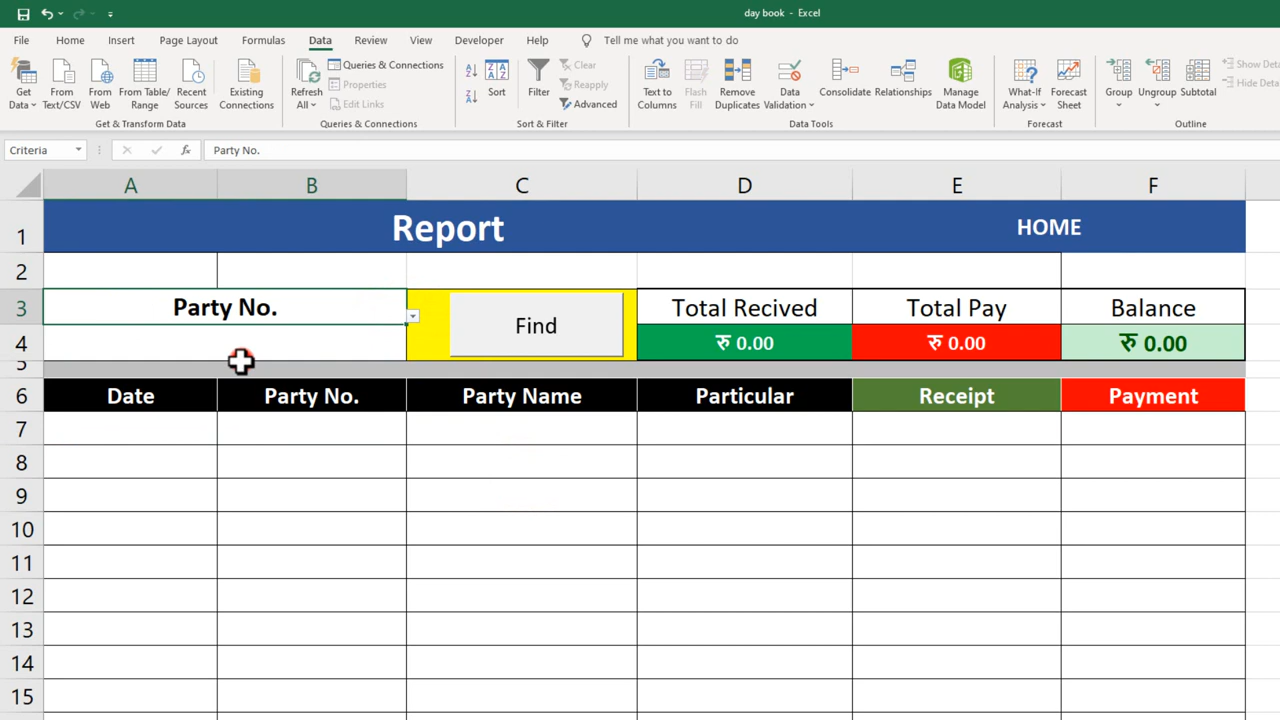 day book - Excel
File Home Insert Page Layout Formulas Data Review View Developer Help Tell me what you want to do
Get Data From Text/CSV From Web From Table/Range Recent Sources Existing Connections
Get & Transform Data
Refresh All Queries & Connections Properties Edit Links
Queries & Connections
Sort Filter Clear Reapply Advanced
Sort & Filter
Text to Columns Flash Fill Remove Duplicates Data Validation Consolidate Relationships Manage Data Model
Data Tools
What-If Analysis Forecast Sheet
Forecast
Group Ungroup Subtotal Show Deta Hide Deta
Outline
Criteria fx Party No.
A B C D E F
1 Report HOME
2
3 Party No. Find Total Recived Total Pay Balance
4 रु 0.00 रु 0.00 रु 0.00
5
6 Date Party No. Party Name Particular Receipt Payment
7
8
9
10
11
12
13
14
15